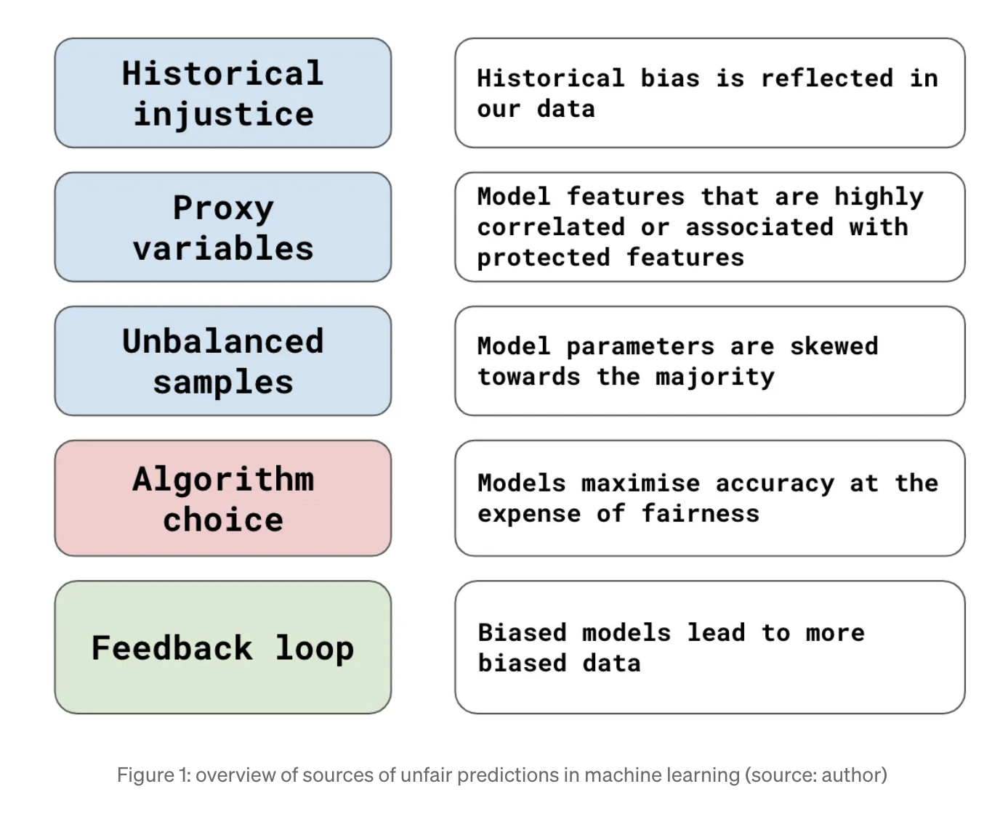 Historical
injustice
Historical bias is reflected in
our data
Proxy
variables
Model features that are highly
correlated or associated with
protected features
Unbalanced
samples
Model parameters are skewed
towards the majority
Algorithm
choice
Models maximise accuracy at the
expense of fairness
Feedback loop
Biased models lead to more
biased data
Figure 1: overview of sources of unfair predictions in machine learning (source: author)